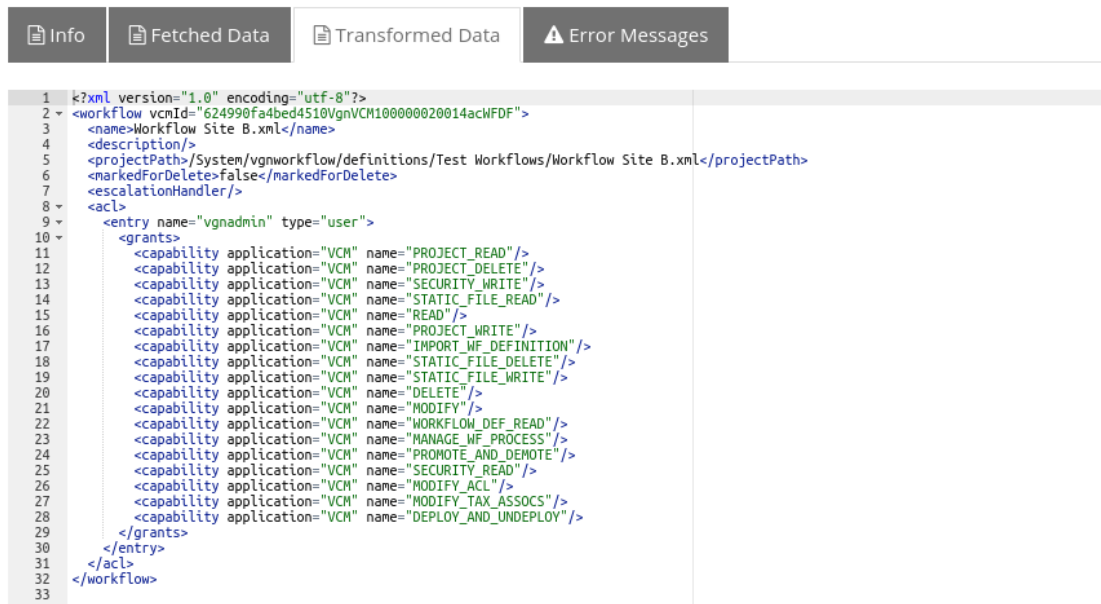 Info
Fetched Data
Transformed Data
Error Messages
1 <?xml version="1.0" encoding="utf-8"?>
2 <workflow vcmId="624990fa4bed4510VgnVCM100000020014acWFDF">
3 <name>Workflow Site B.xml</name>
4 <description/>
5 <projectPath>/System/vgnworkflow/definitions/Test Workflows/Workflow Site B.xml</projectPath>
6 <markedForDelete>false</markedForDelete>
7 <escalationHandler/>
8 <acl>
9 <entry name="vgnadmin" type="user">
10 <grants>
11 <capability application="VCM" name="PROJECT_READ"/>
12 <capability application="VCM" name="PROJECT_DELETE"/>
13 <capability application="VCM" name="SECURITY_WRITE"/>
14 <capability application="VCM" name="STATIC_FILE_READ"/>
15 <capability application="VCM" name="READ"/>
16 <capability application="VCM" name="PROJECT_WRITE"/>
17 <capability application="VCM" name="IMPORT_WF_DEFINITION"/>
18 <capability application="VCM" name="STATIC_FILE_DELETE"/>
19 <capability application="VCM" name="STATIC_FILE_WRITE"/>
20 <capability application="VCM" name="DELETE"/>
21 <capability application="VCM" name="MODIFY"/>
22 <capability application="VCM" name="WORKFLOW_DEF_READ"/>
23 <capability application="VCM" name="MANAGE_WF_PROCESS"/>
24 <capability application="VCM" name="PROMOTE_AND_DEMOTE"/>
25 <capability application="VCM" name="SECURITY_READ"/>
26 <capability application="VCM" name="MODIFY_ACL"/>
27 <capability application="VCM" name="MODIFY_TAX_ASSOCS"/>
28 <capability application="VCM" name="DEPLOY_AND_UNDEPLOY"/>
29 </grants>
30 </entry>
31 </acl>
32 </workflow>
33